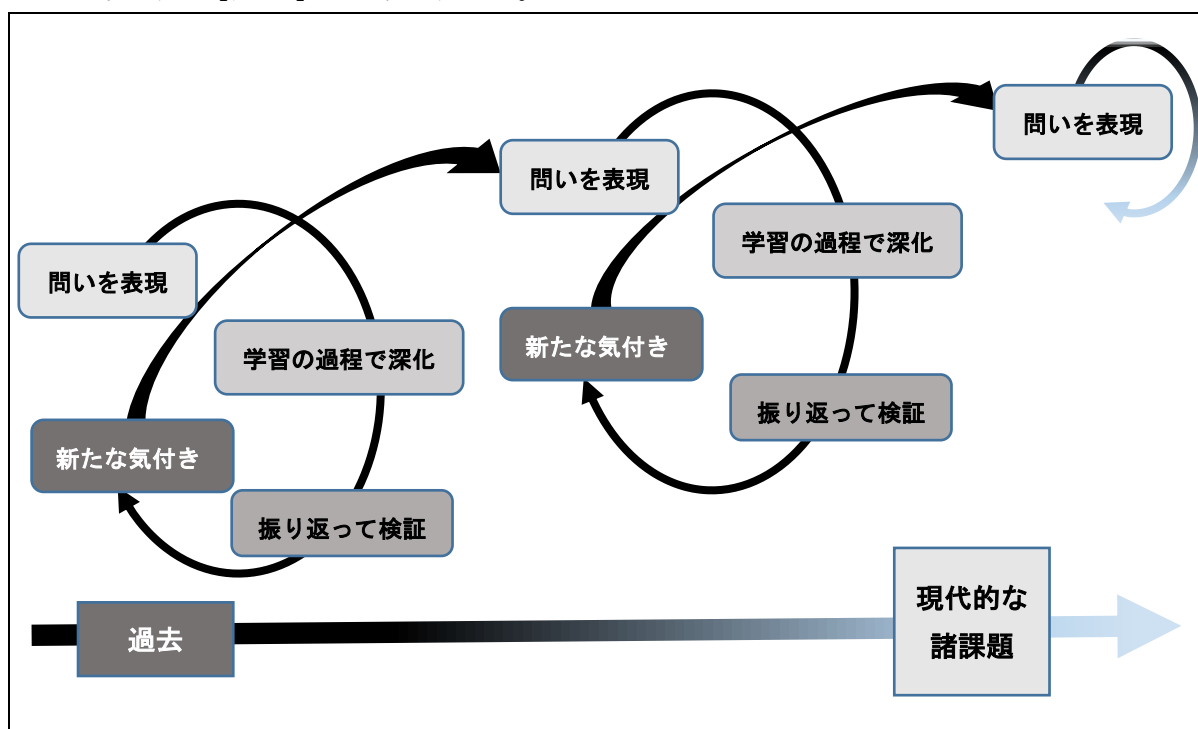 問いを表現
学習の過程で深化
振り返って検証
新たな気付き
問いを表現
学習の過程で深化
振り返って検証
新たな気付き
問いを表現
過去
現代的な
諸課題